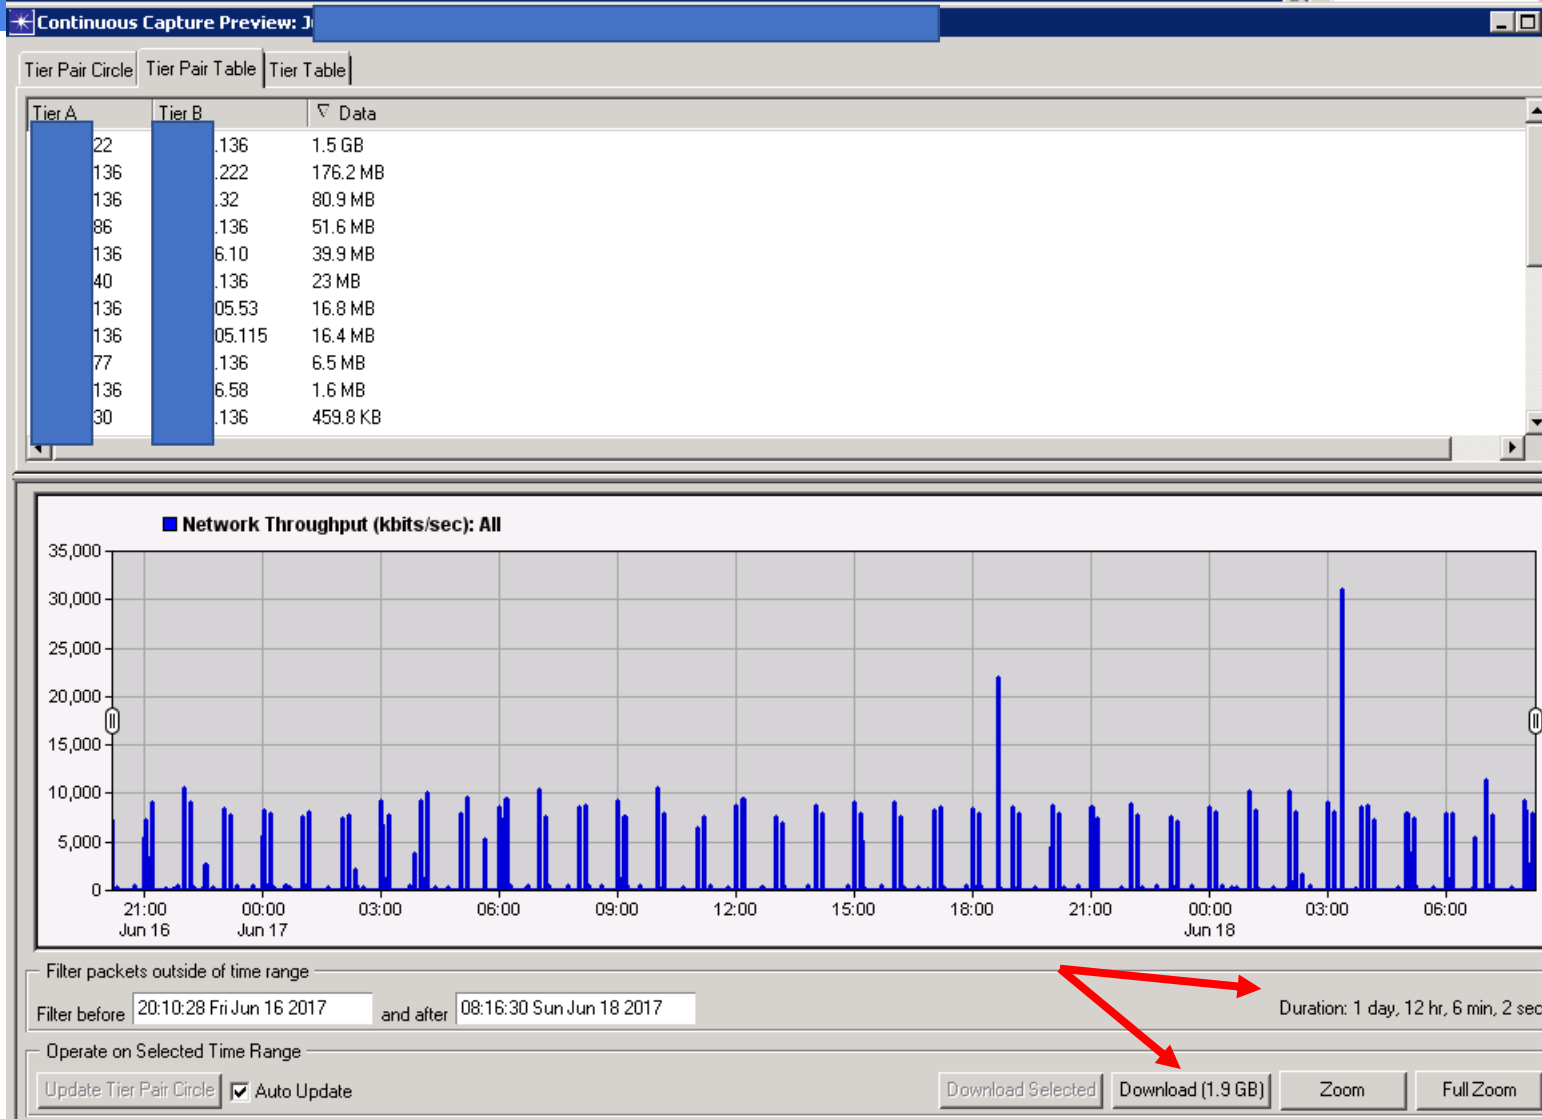 Continuous Capture Preview: J
Tier Pair Circle Tier Pair Table Tier Table
Tier A Tier B Data
22 .136 1.5 GB
136 .222 176.2 MB
136 .32 80.9 MB
86 .136 51.6 MB
136 6.10 39.9 MB
40 .136 23 MB
136 05.53 16.8 MB
136 05.115 16.4 MB
77 .136 6.5 MB
136 6.58 1.6 MB
30 .136 459.8 KB
Network Throughput (kbits/sec): All
35,000
30,000
25,000
20,000
15,000
10,000
5,000
0
21:00 00:00 03:00 06:00 09:00 12:00 15:00 18:00 21:00 00:00 03:00 06:00
Jun 16 Jun 17 Jun 18
Filter packets outside of time range
Filter before 20:10:28 Fri Jun 16 2017 and after 08:16:30 Sun Jun 18 2017 Duration: 1 day, 12 hr, 6 min, 2 sec
Operate on Selected Time Range
Update Tier Pair Circle Auto Update Download Selected Download (1.9 GB) Zoom Full Zoom